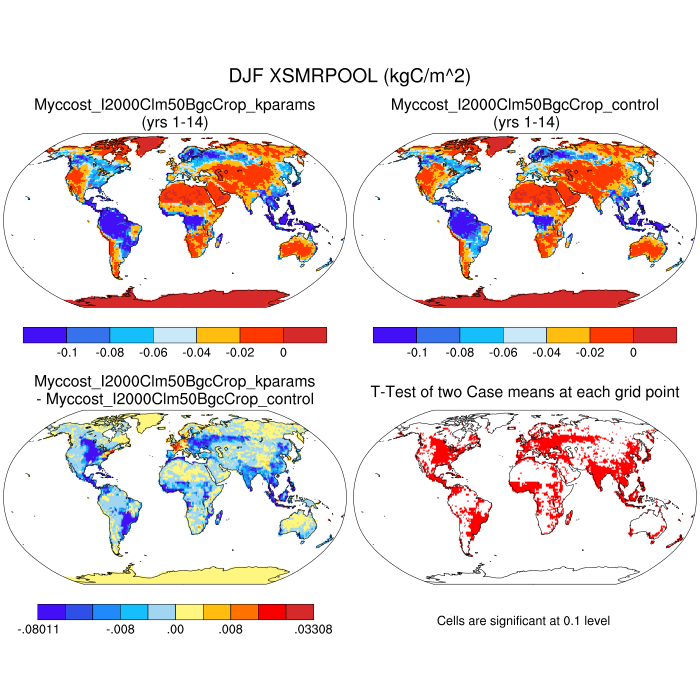 DJF XSMRPOOL (kgC/m^2)
Myccost_I2000Clm50BgcCrop_kparams
(yrs 1-14)
Myccost_I2000Clm50BgcCrop_control
(yrs 1-14)
-0.1 -0.08 -0.06 -0.04 -0.02 0
-0.1 -0.08 -0.06 -0.04 -0.02 0
Myccost_I2000Clm50BgcCrop_kparams
- Myccost_I2000Clm50BgcCrop_control
T-Test of two Case means at each grid point
-.08011 -.008 .00 .008 .03308
Cells are significant at 0.1 level